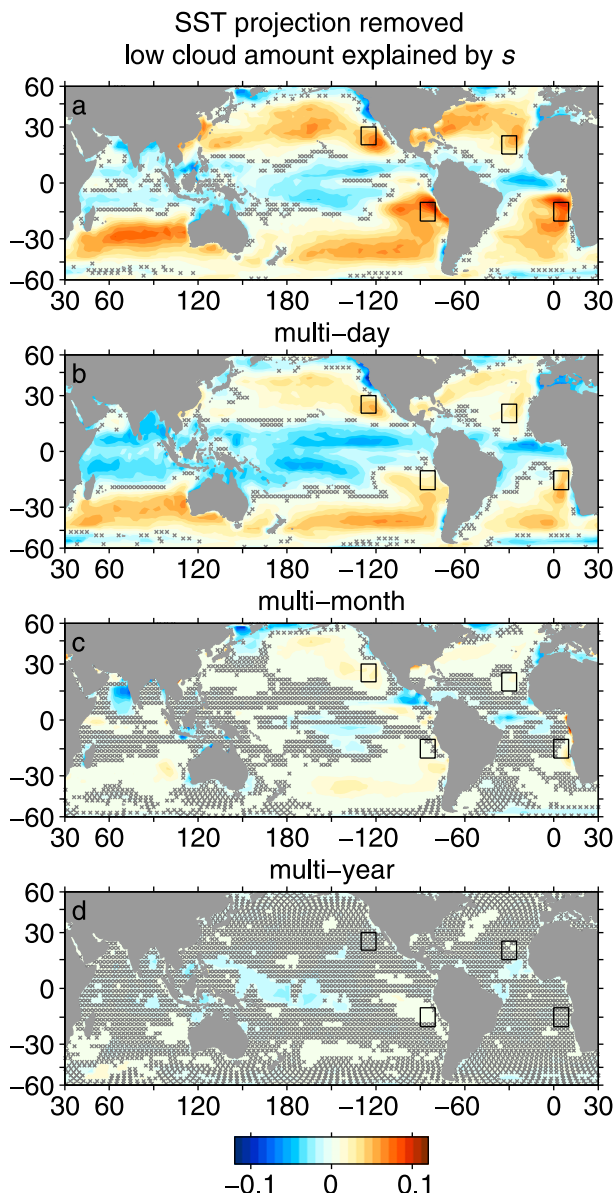 SST projection removed
low cloud amount explained by s
60
a
30
0
−30
−60
30 60 120 180 −120 −60 0 30
multi−day
60
b
30
0
−30
−60
30 60 120 180 −120 −60 0 30
multi−month
60
c
30
0
−30
−60
30 60 120 180 −120 −60 0 30
multi−year
60
d
30
0
−30
−60
30 60 120 180 −120 −60 0 30
−0.1 0 0.1